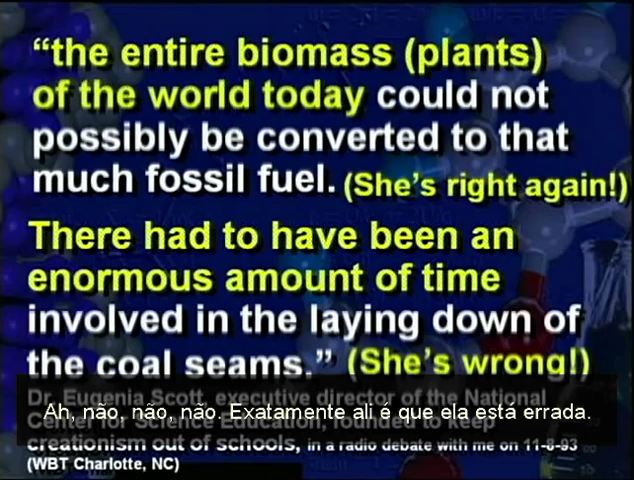 “the entire biomass (plants)
of the world today could not
possibly be converted to that
much fossil fuel. (She’s right again!)
There had to have been an
enormous amount of time
involved in the laying down of
the coal seams.” (She’s wrong!)
Dr. Eugenia Scott, executive director of the National
Ah, não, não, não. Exatamente ali é que ela está errada.
Center for Science Education, founded to keep
creationism out of schools, in a radio debate with me on 11-8-93
(WBT Charlotte, NC)